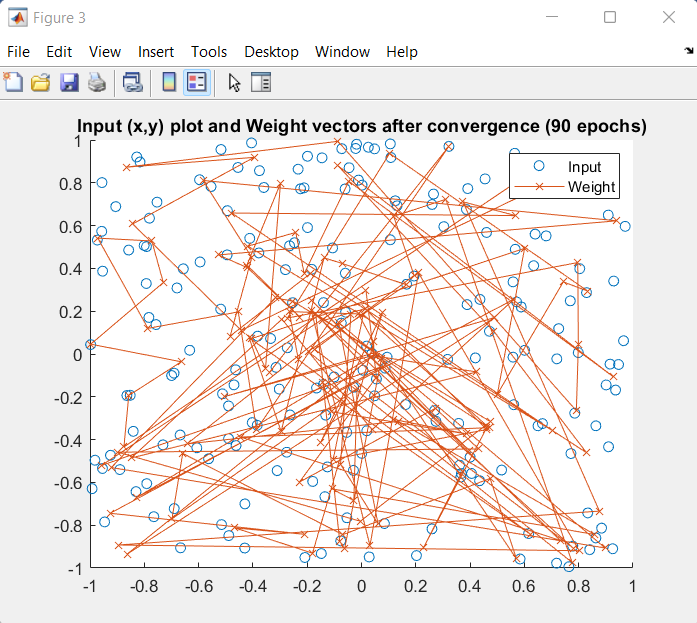 Figure 3
File Edit View Insert Tools Desktop Window Help
Input (x,y) plot and Weight vectors after convergence (90 epochs)
Input
Weight
1
0.8
0.6
0.4
0.2
0
-0.2
-0.4
-0.6
-0.8
-1
-1 -0.8 -0.6 -0.4 -0.2 0 0.2 0.4 0.6 0.8 1